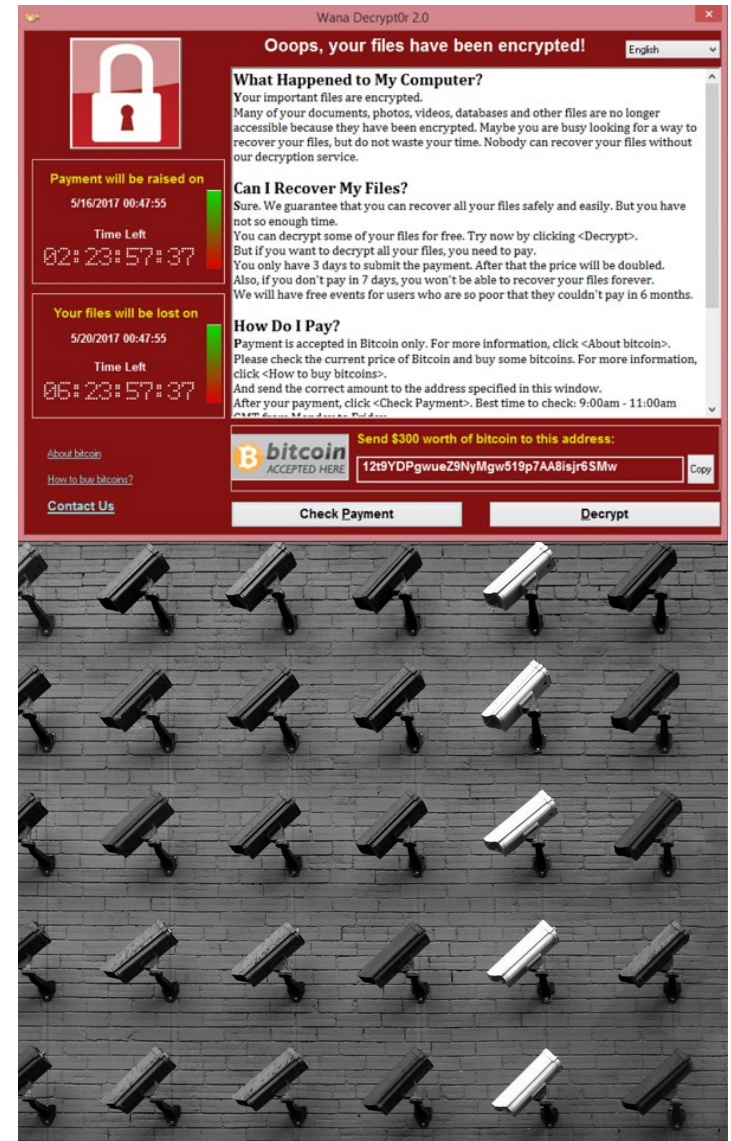 Wana Decrypt0r 2.0
Ooops, your files have been encrypted!
English
What Happened to My Computer?
Your important files are encrypted.
Many of your documents, photos, videos, databases and other files are no longer
accessible because they have been encrypted. Maybe you are busy looking for a way to
recover your files, but do not waste your time. Nobody can recover your files without
our decryption service.
Can I Recover My Files?
Sure. We guarantee that you can recover all your files safely and easily. But you have
not so enough time.
You can decrypt some of your files for free. Try now by clicking <Decrypt>.
But if you want to decrypt all your files, you need to pay.
You only have 3 days to submit the payment. After that the price will be doubled.
Also, if you don't pay in 7 days, you won't be able to recover your files forever.
We will have free events for users who are so poor that they couldn't pay in 6 months.
How Do I Pay?
Payment is accepted in Bitcoin only. For more information, click <About bitcoin>.
Please check the current price of Bitcoin and buy some bitcoins. For more information,
click <How to buy bitcoins>.
And send the correct amount to the address specified in this window.
After your payment, click <Check Payment>. Best time to check: 9:00am - 11:00am
GMT from Monday to Friday
Payment will be raised on
5/16/2017 00:47:55
Time Left
02:23:57:37
Your files will be lost on
5/20/2017 00:47:55
Time Left
06:23:57:37
About bitcoin
How to buy bitcoins?
Contact Us
bitcoin
ACCEPTED HERE
Send $300 worth of bitcoin to this address:
12t9YDPgwueZ9NyMgw519p7AA8isjr6SMw
Copy
Check Payment
Decrypt